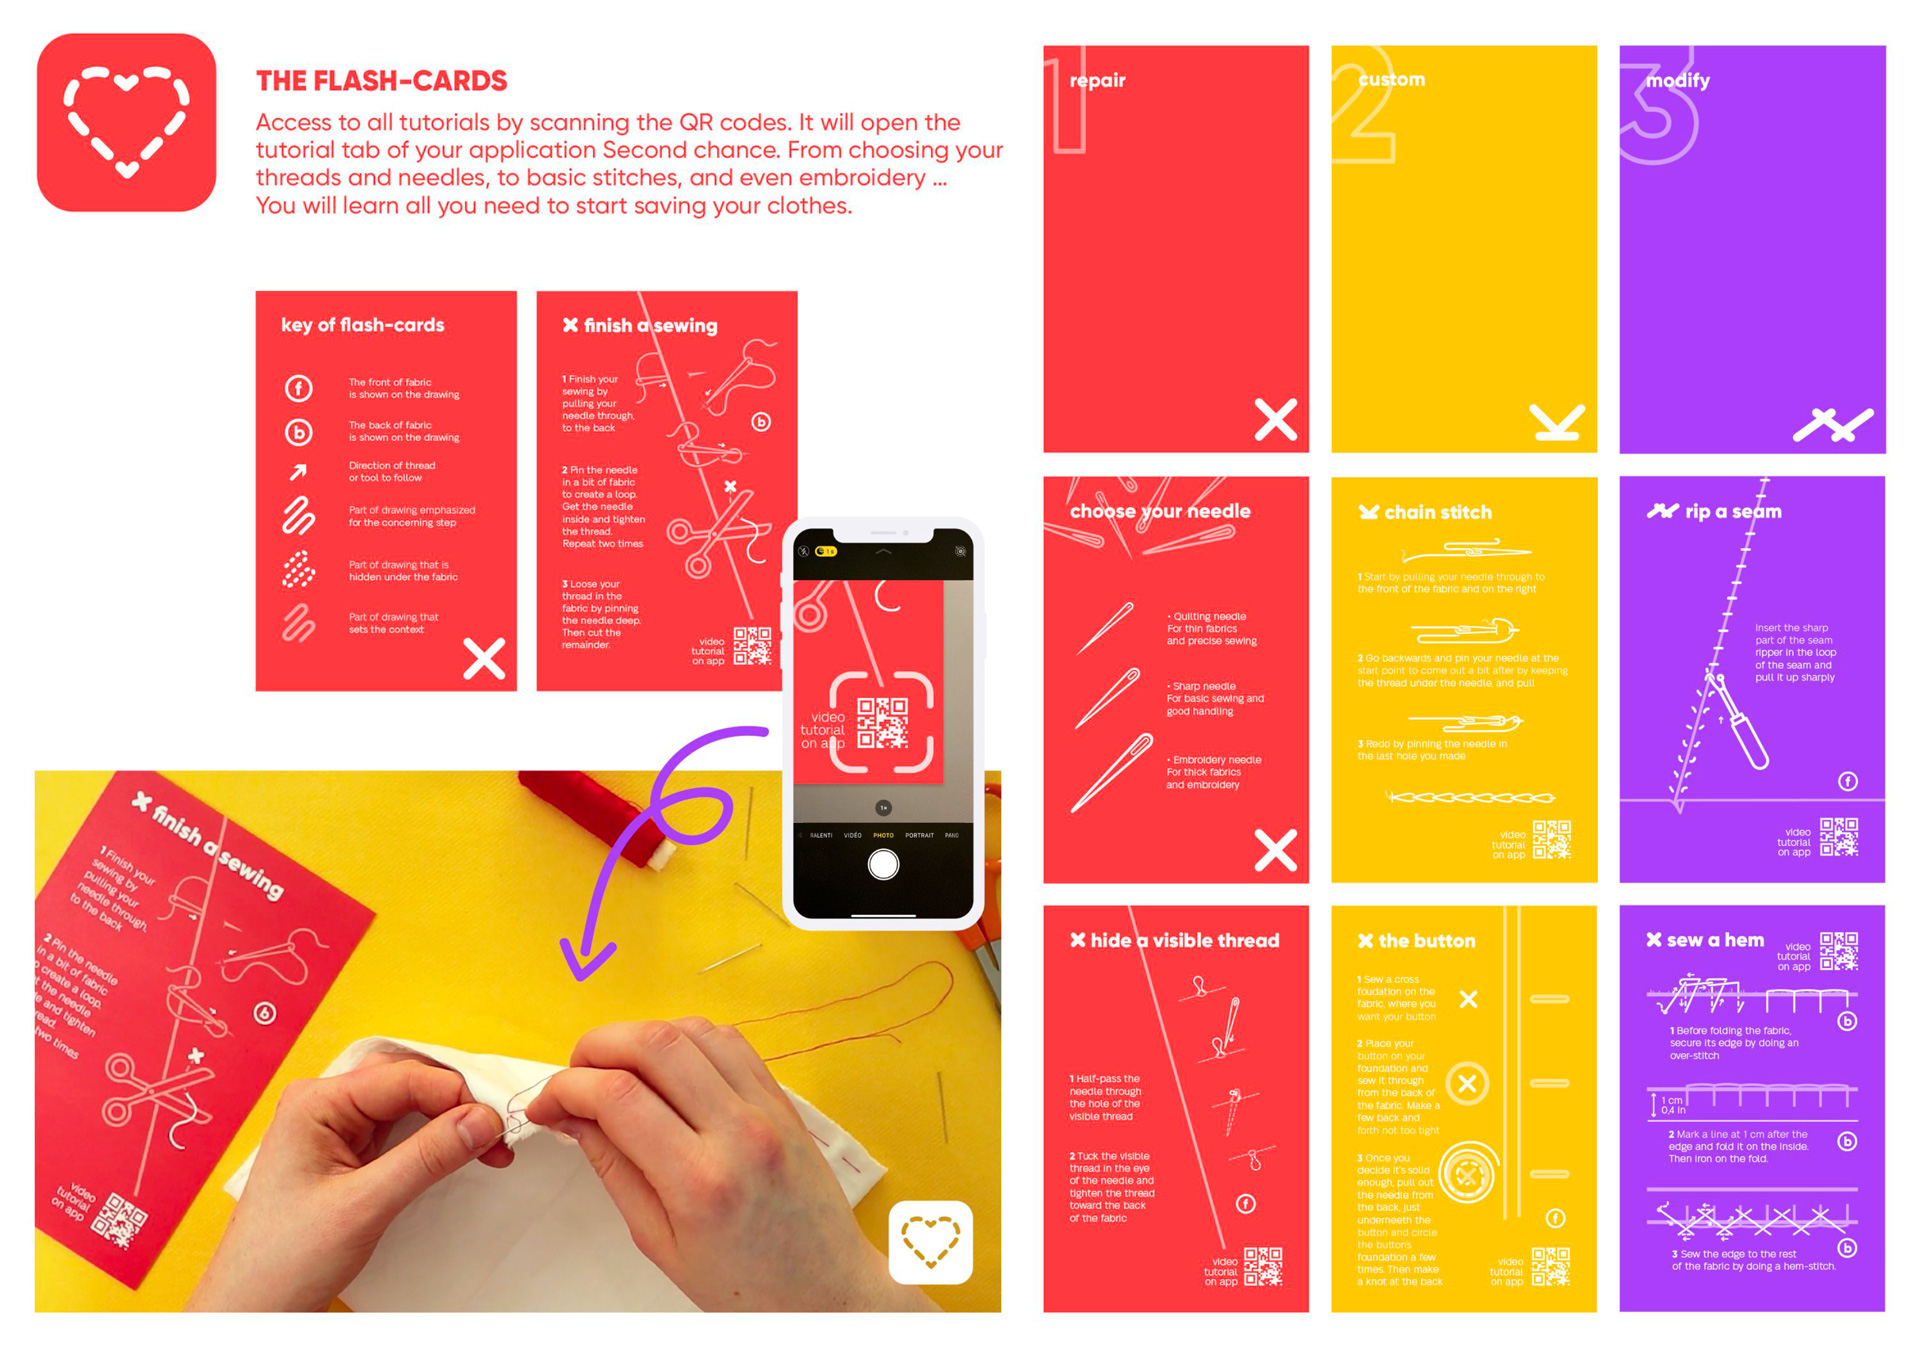 THE FLASH-CARDS
Access to all tutorials by scanning the QR codes. It will open the
tutorial tab of your application Second chance. From choosing your
threads and needles, to basic stitches, and even embroidery ...
You will learn all you need to start saving your clothes.
key of flash-cards
f
The front of fabric
is shown on the drawing
b
The back of fabric
is shown on the drawing
Direction of thread
or tool to follow
Part of drawing emphasized
for the concerning step
Part of drawing that is
hidden under the fabric
Part of drawing that
sets the context
finish a sewing
1 Finish your
sewing by
pulling your
needle through,
to the back
b
2 Pin the needle
in a bit of fabric
to create a loop.
Get the needle
inside and tighten
the thread.
Repeat two times
3 Loose your
thread in the
fabric by pinning
the needle deep.
Then cut the
remainder.
video
tutorial
on app
1s
video
tutorial
on app
1×
RALENTI VIDÉO PHOTO PORTRAIT PANO
finish a sewing
1 Finish your
sewing by
pulling your
needle through,
to the back
2 Pin the needle
in a bit of fabric
create a loop.
the needle
and tighten
two times
b
video
tutorial
on app
1
repair
2
custom
3
modify
choose your needle
• Quilting needle
For thin fabrics
and precise sewing
• Sharp needle
For basic sewing and
good handling
• Embroidery needle
For thick fabrics
and embroidery
chain stitch
1 Start by pulling your needle through to
the front of the fabric and on the right
2 Go backwards and pin your needle at the
start point to come out a bit after by keeping
the thread under the needle, and pull
3 Redo by pinning the needle in
the last hole you made
video
tutorial
on app
rip a seam
Insert the sharp
part of the seam
ripper in the loop
of the seam and
pull it up sharply
f
video
tutorial
on app
hide a visible thread
1 Half-pass the
needle through
the hole of the
visible thread
2 Tuck the visible
thread in the eye
of the needle and
tighten the thread
toward the back
of the fabric
f
video
tutorial
on app
the button
1 Sew a cross
foudation on the
fabric, where you
want your button
2 Place your
button on your
foundation and
sew it through
from the back of
the fabric. Make a
few back and
forth not too tight
3 Once you
decide it's solid
enough, pull out
the needle from
the back, just
underneeth the
button and circle
the button's
foundation a few
times. Then make
a knot at the back
f
video
tutorial
on app
sew a hem
video
tutorial
on app
b
1 Before folding the fabric,
secure its edge by doing an
over-stitch
1 cm
0,4 in
2 Mark a line at 1 cm after the
edge and fold it on the inside.
Then iron on the fold.
b
b
3 Sew the edge to the rest
of the fabric by doing a hem-stitch.